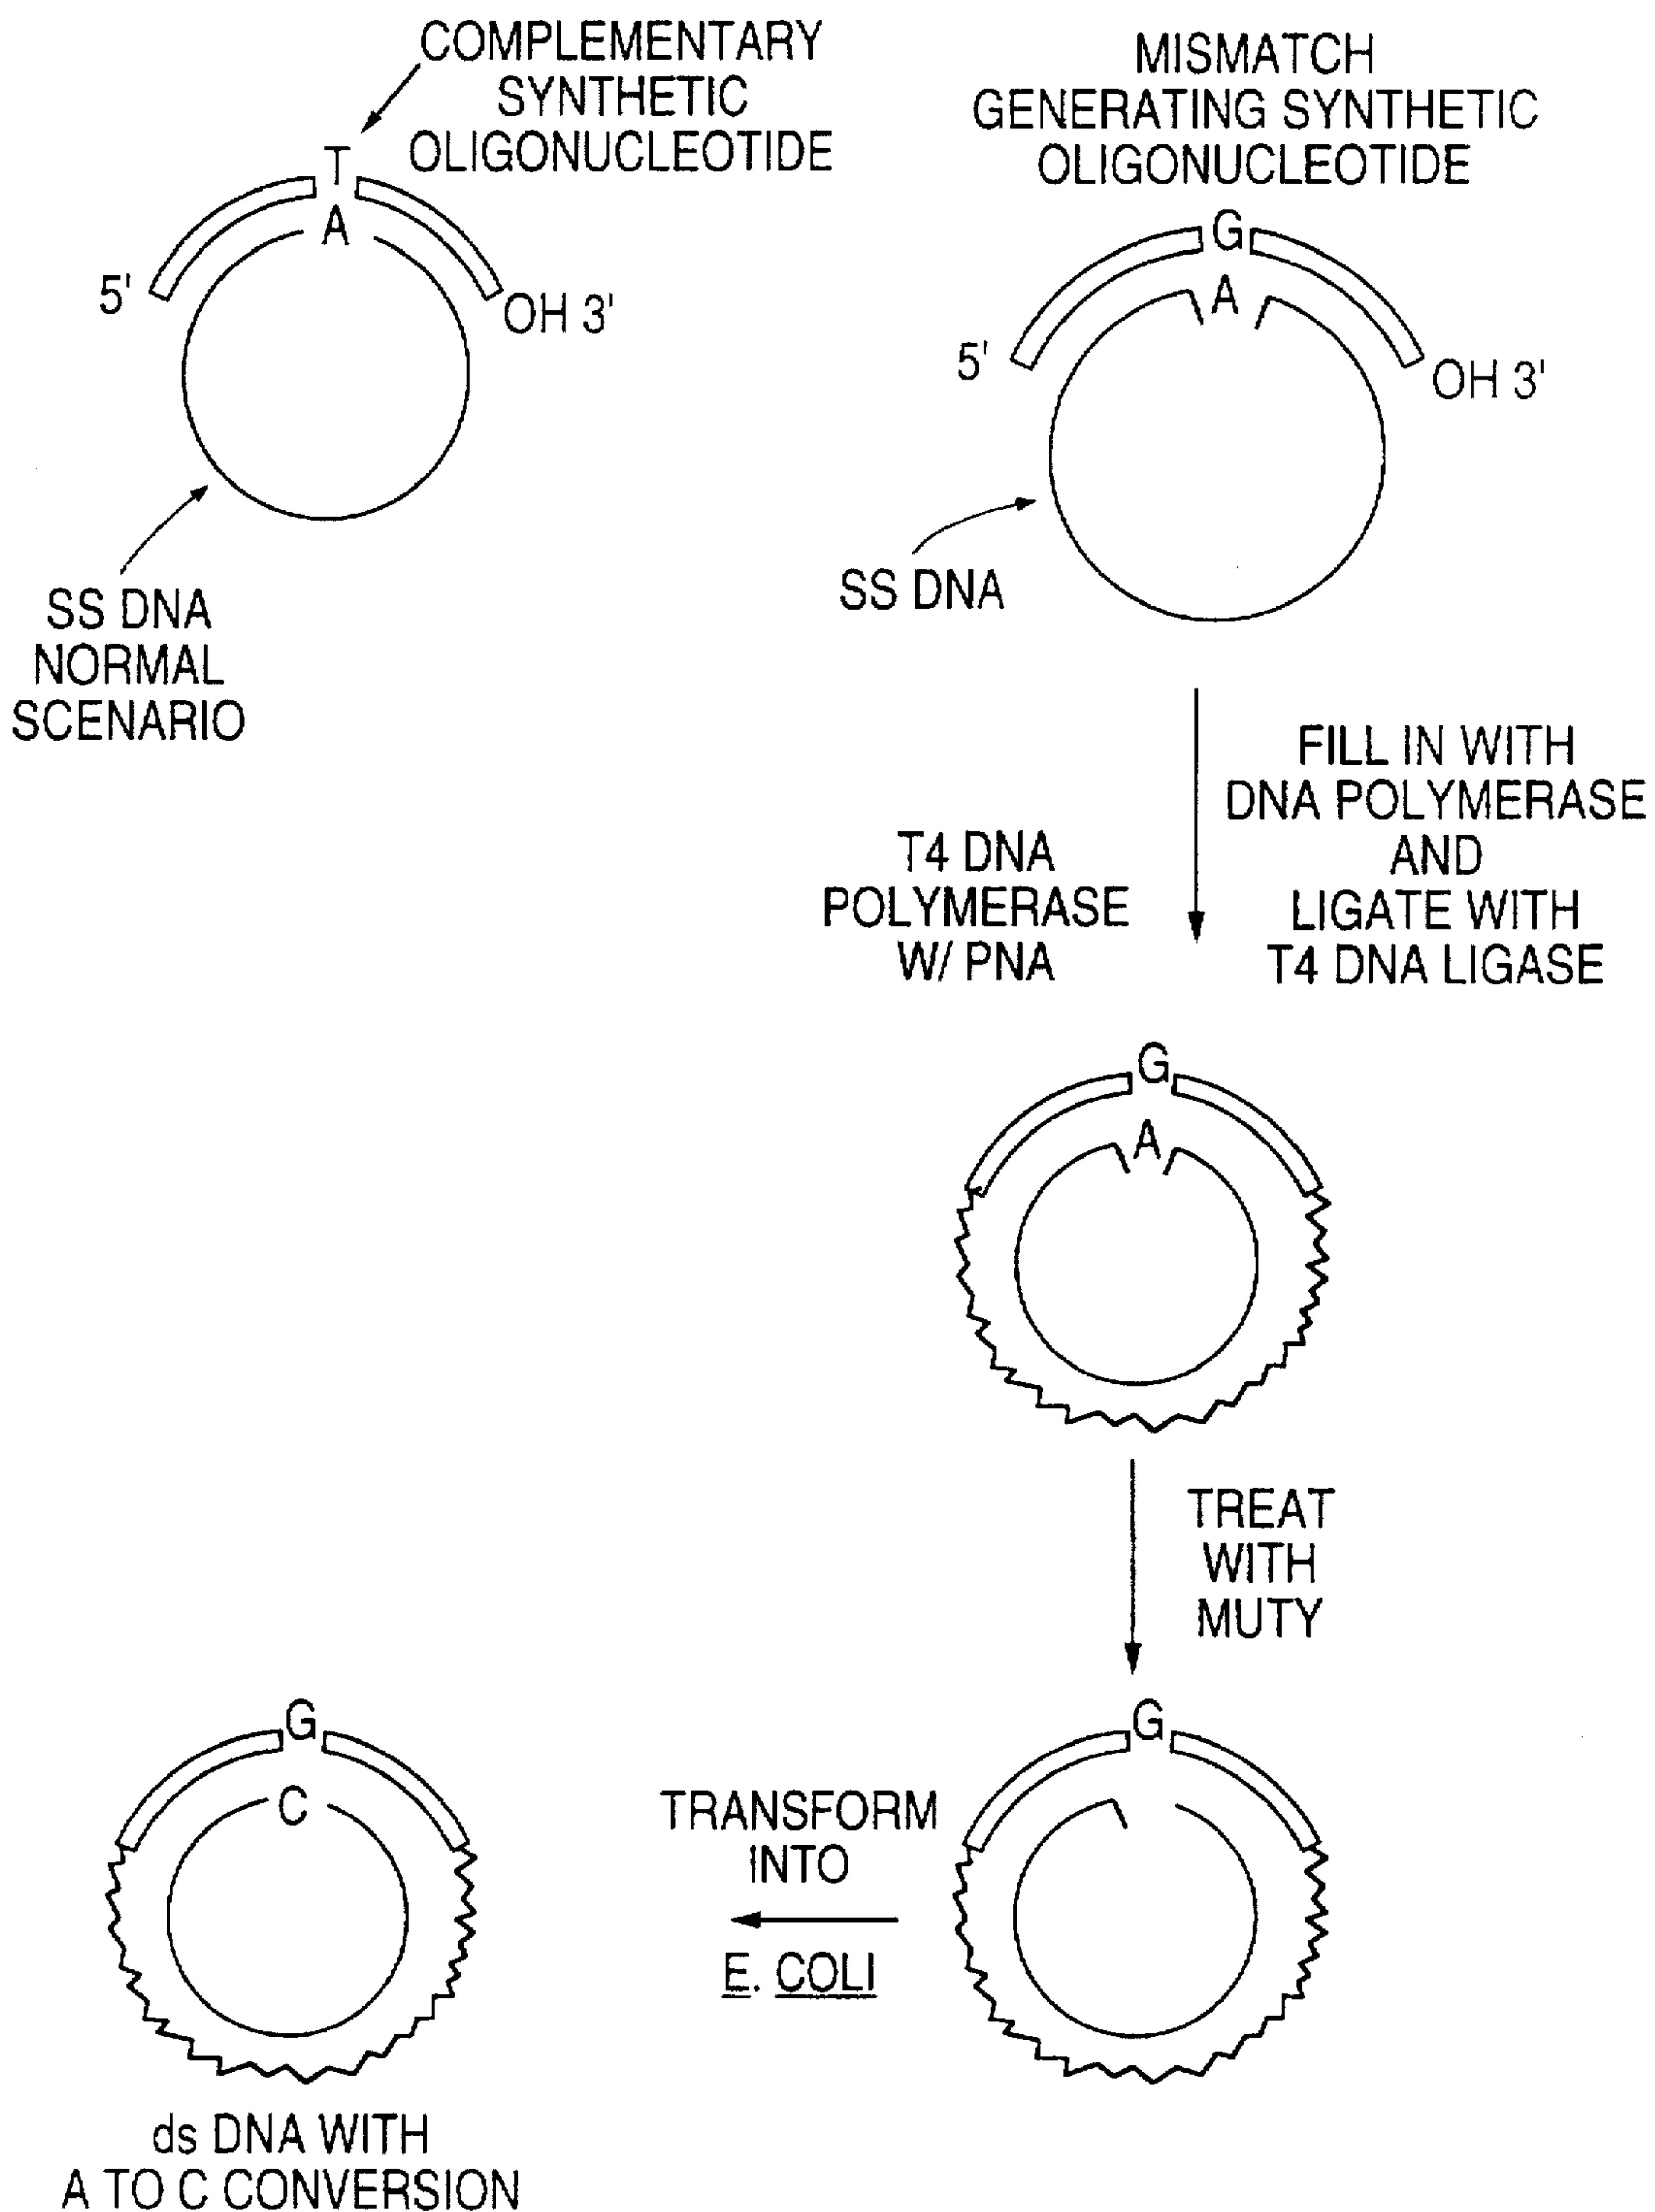 COMPLEMENTARY
SYNTHETIC
OLIGONUCLEOTIDE
T
A
5'
OH 3'
SS DNA
NORMAL
SCENARIO
MISMATCH
GENERATING SYNTHETIC
OLIGONUCLEOTIDE
G
A
5'
OH 3'
SS DNA
T4 DNA
POLYMERASE
W/ PNA
FILL IN WITH
DNA POLYMERASE
AND
LIGATE WITH
T4 DNA LIGASE
G
A
TREAT
WITH
MUTY
G
TRANSFORM
INTO
E. COLI
G
C
ds DNA WITH
A TO C CONVERSION